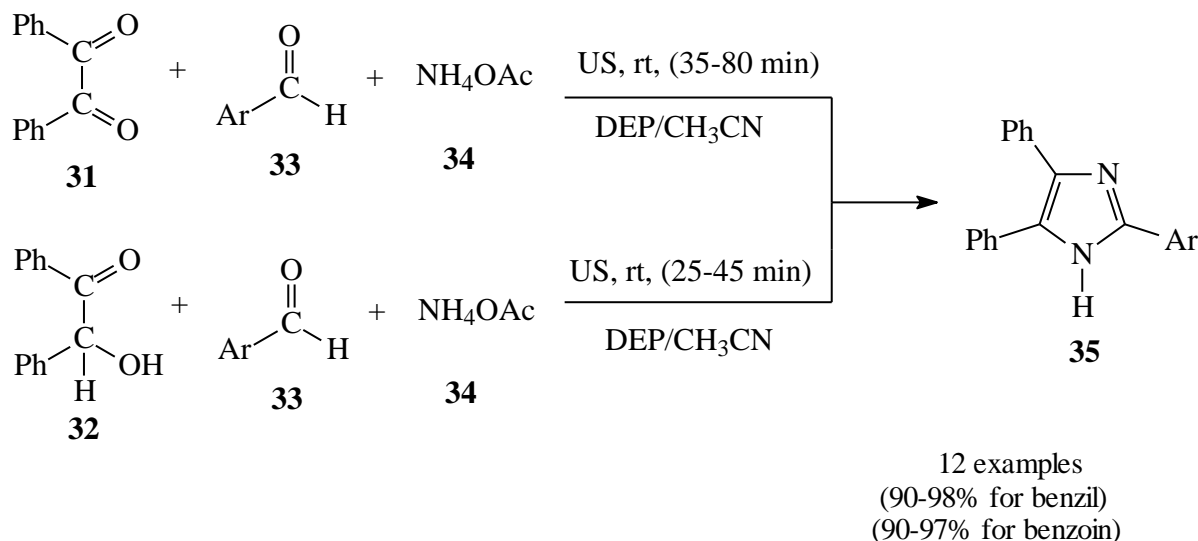 Ph C O
Ph C O
31
+
O
Ar H
33
+
NH₄OAc
34
US, rt, (35-80 min)
DEP/CH₃CN
Ph C O
Ph C OH
H
32
+
O
Ar H
33
+
NH₄OAc
34
US, rt, (25-45 min)
DEP/CH₃CN
Ph N
Ph N Ar
H
35
12 examples
(90-98% for benzil)
(90-97% for benzoin)